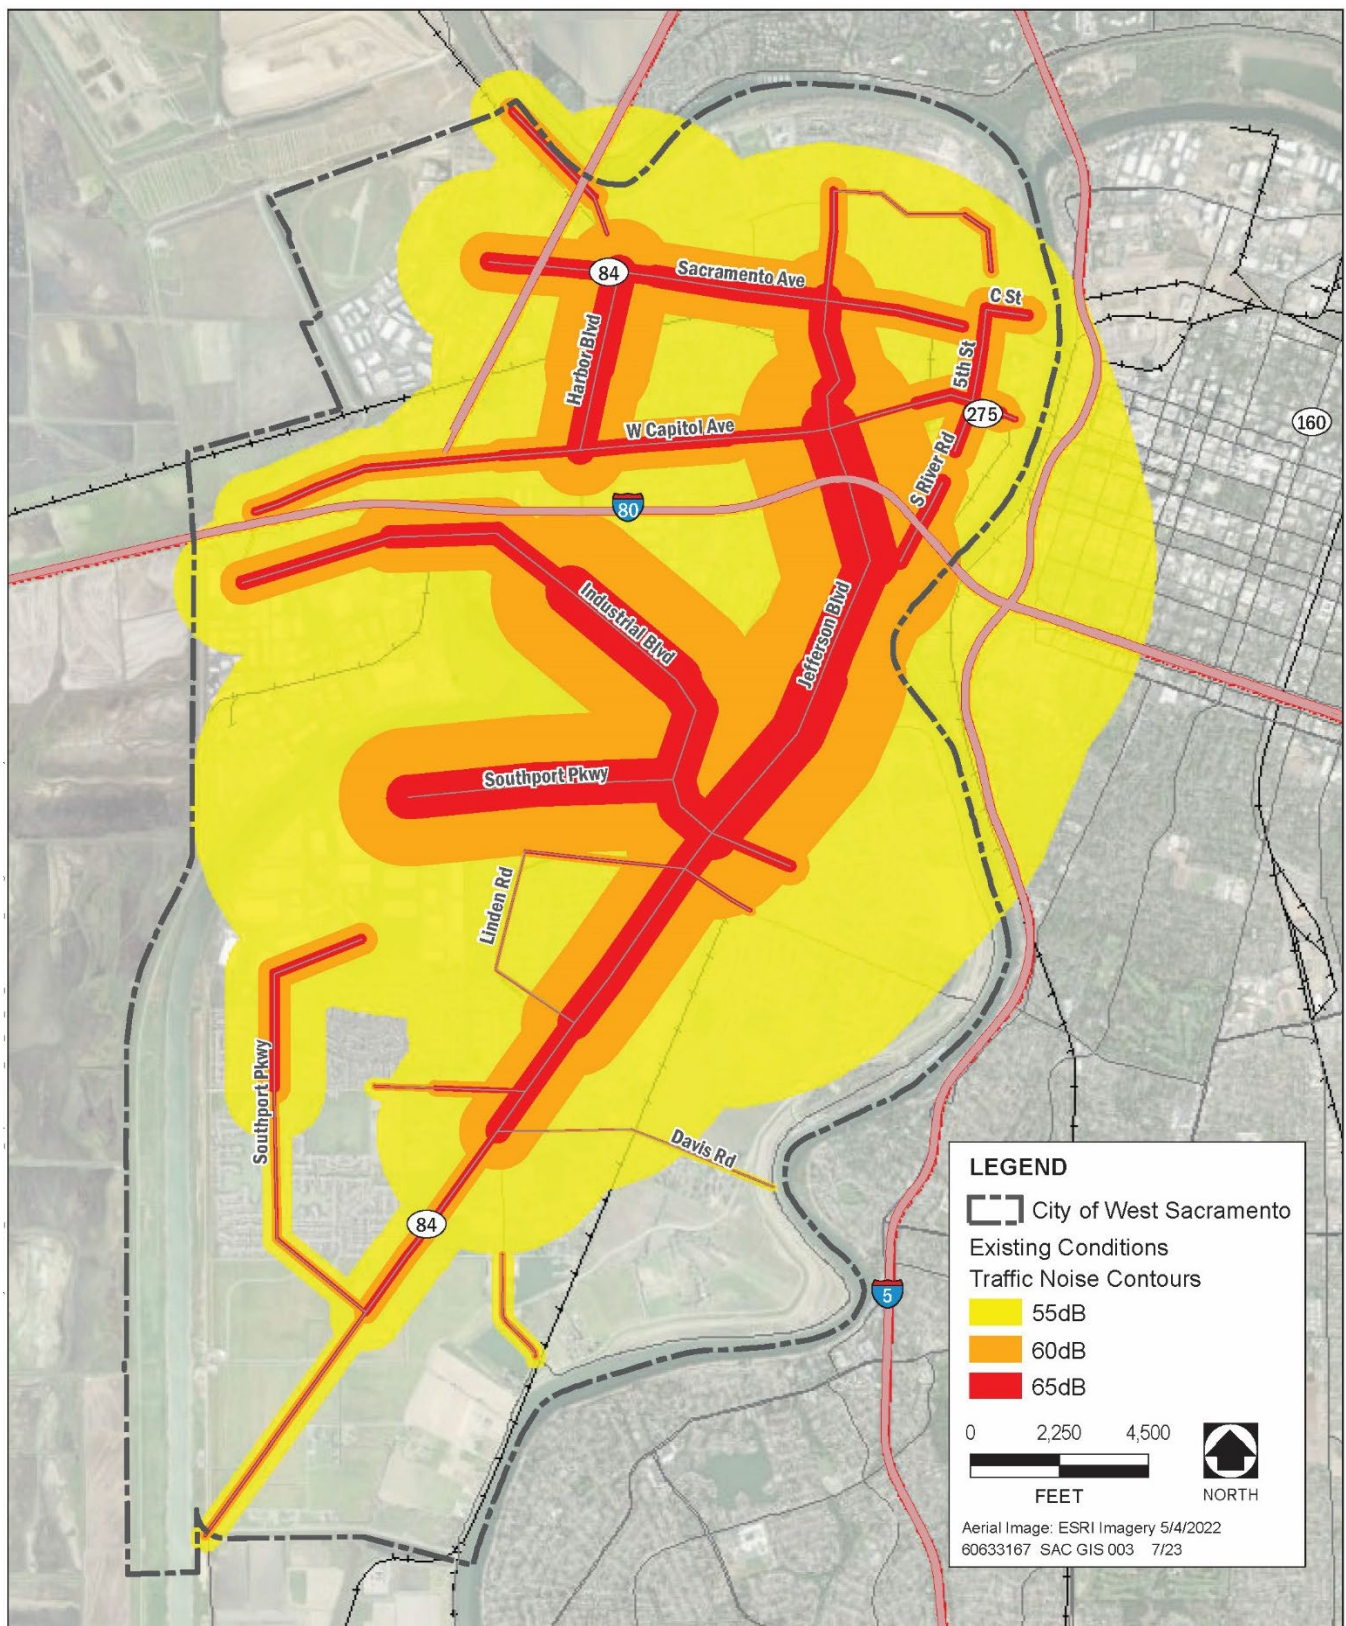 84
Sacramento Ave
C St
Harbor Blvd
5th St
275
160
W Capitol Ave
S River Rd
80
Industrial Blvd
Jefferson Blvd
Southport Pkwy
Linden Rd
Southport Pkwy
Davis Rd
84
5
LEGEND
City of West Sacramento
Existing Conditions
Traffic Noise Contours
55dB
60dB
65dB
0 2,250 4,500
FEET
NORTH
Aerial Image: ESRI Imagery 5/4/2022
60633167 SAC GIS 003 7/23